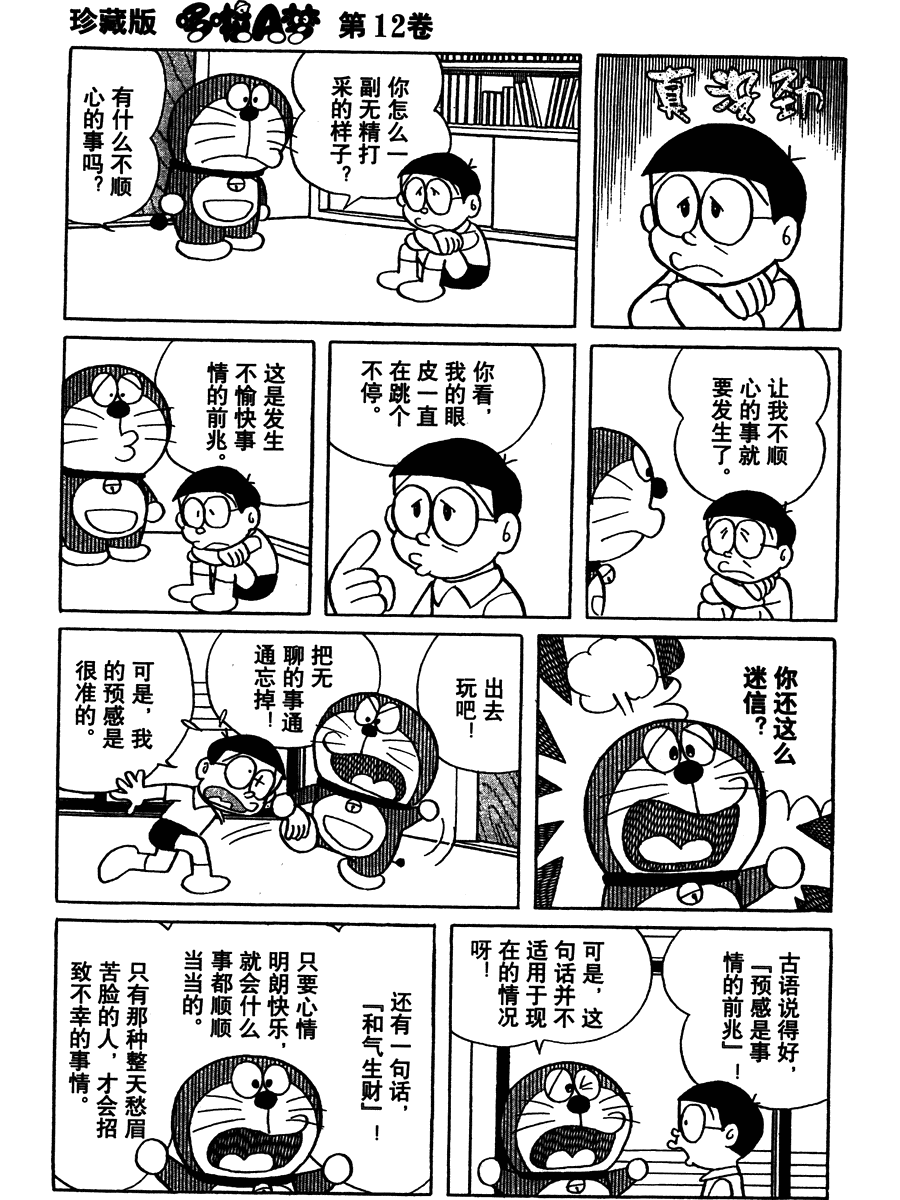 珍藏版 哆啦A梦 第12卷
真没劲
你怎么一
副无精打
采的样子?
有什么不顺
心的事吗?
让我不顺
心的事就
要发生了。
你看,
我的眼
皮一直
在跳个
不停。
这是发生
不愉快事
情的前兆。
你还这么
迷信?
出去
玩吧!
把无
聊的事通
通忘掉!
可是,我
的预感是
很准的。
古语说得好,
『预感是事
情的前兆』!
可是,这
句话并不
适用于现
在的情况
呀!
还有一句话,
『和气生财』!
只要心情
明朗快乐,
就会什么
事都顺顺
当当的。
只有那种整天愁眉
苦脸的人,才会招
致不幸的事情。